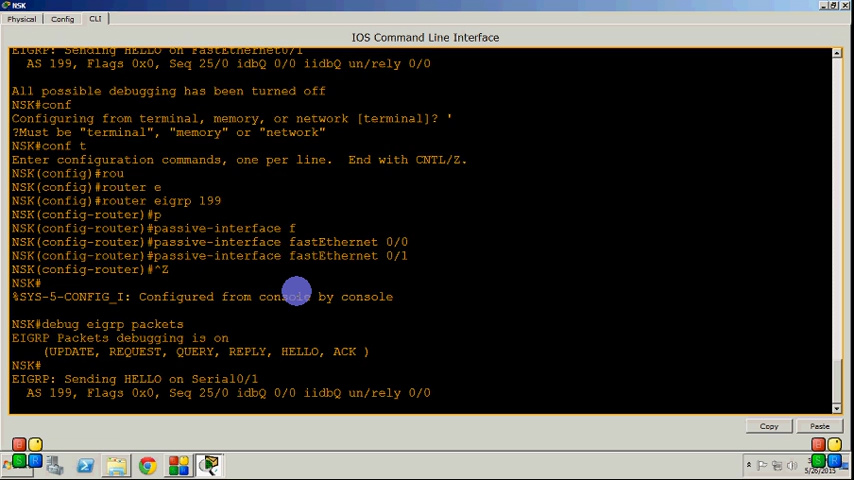 NSK
Physical Config CLI
IOS Command Line Interface
EIGRP: Sending HELLO on FastEthernet0/1
  AS 199, Flags 0x0, Seq 25/0 idbQ 0/0 iidbQ un/rely 0/0
All possible debugging has been turned off
NSK#conf
Configuring from terminal, memory, or network [terminal]? '
?Must be "terminal", "memory" or "network"
NSK#conf t
Enter configuration commands, one per line.  End with CNTL/Z.
NSK(config)#rou
NSK(config)#router e
NSK(config)#router eigrp 199
NSK(config-router)#p
NSK(config-router)#passive-interface f
NSK(config-router)#passive-interface fastEthernet 0/0
NSK(config-router)#passive-interface fastEthernet 0/1
NSK(config-router)#^Z
NSK#
%SYS-5-CONFIG_I: Configured from console by console
NSK#debug eigrp packets
EIGRP Packets debugging is on
    (UPDATE, REQUEST, QUERY, REPLY, HELLO, ACK )
NSK#
EIGRP: Sending HELLO on Serial0/1
  AS 199, Flags 0x0, Seq 25/0 idbQ 0/0 iidbQ un/rely 0/0
Copy Paste
5/26/2015